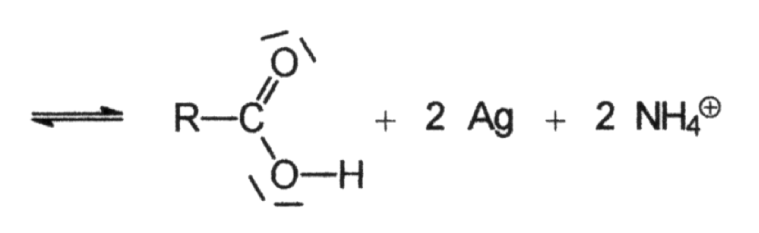 O
⇌ R—C + 2 Ag + 2 NH₄⊕
O—H